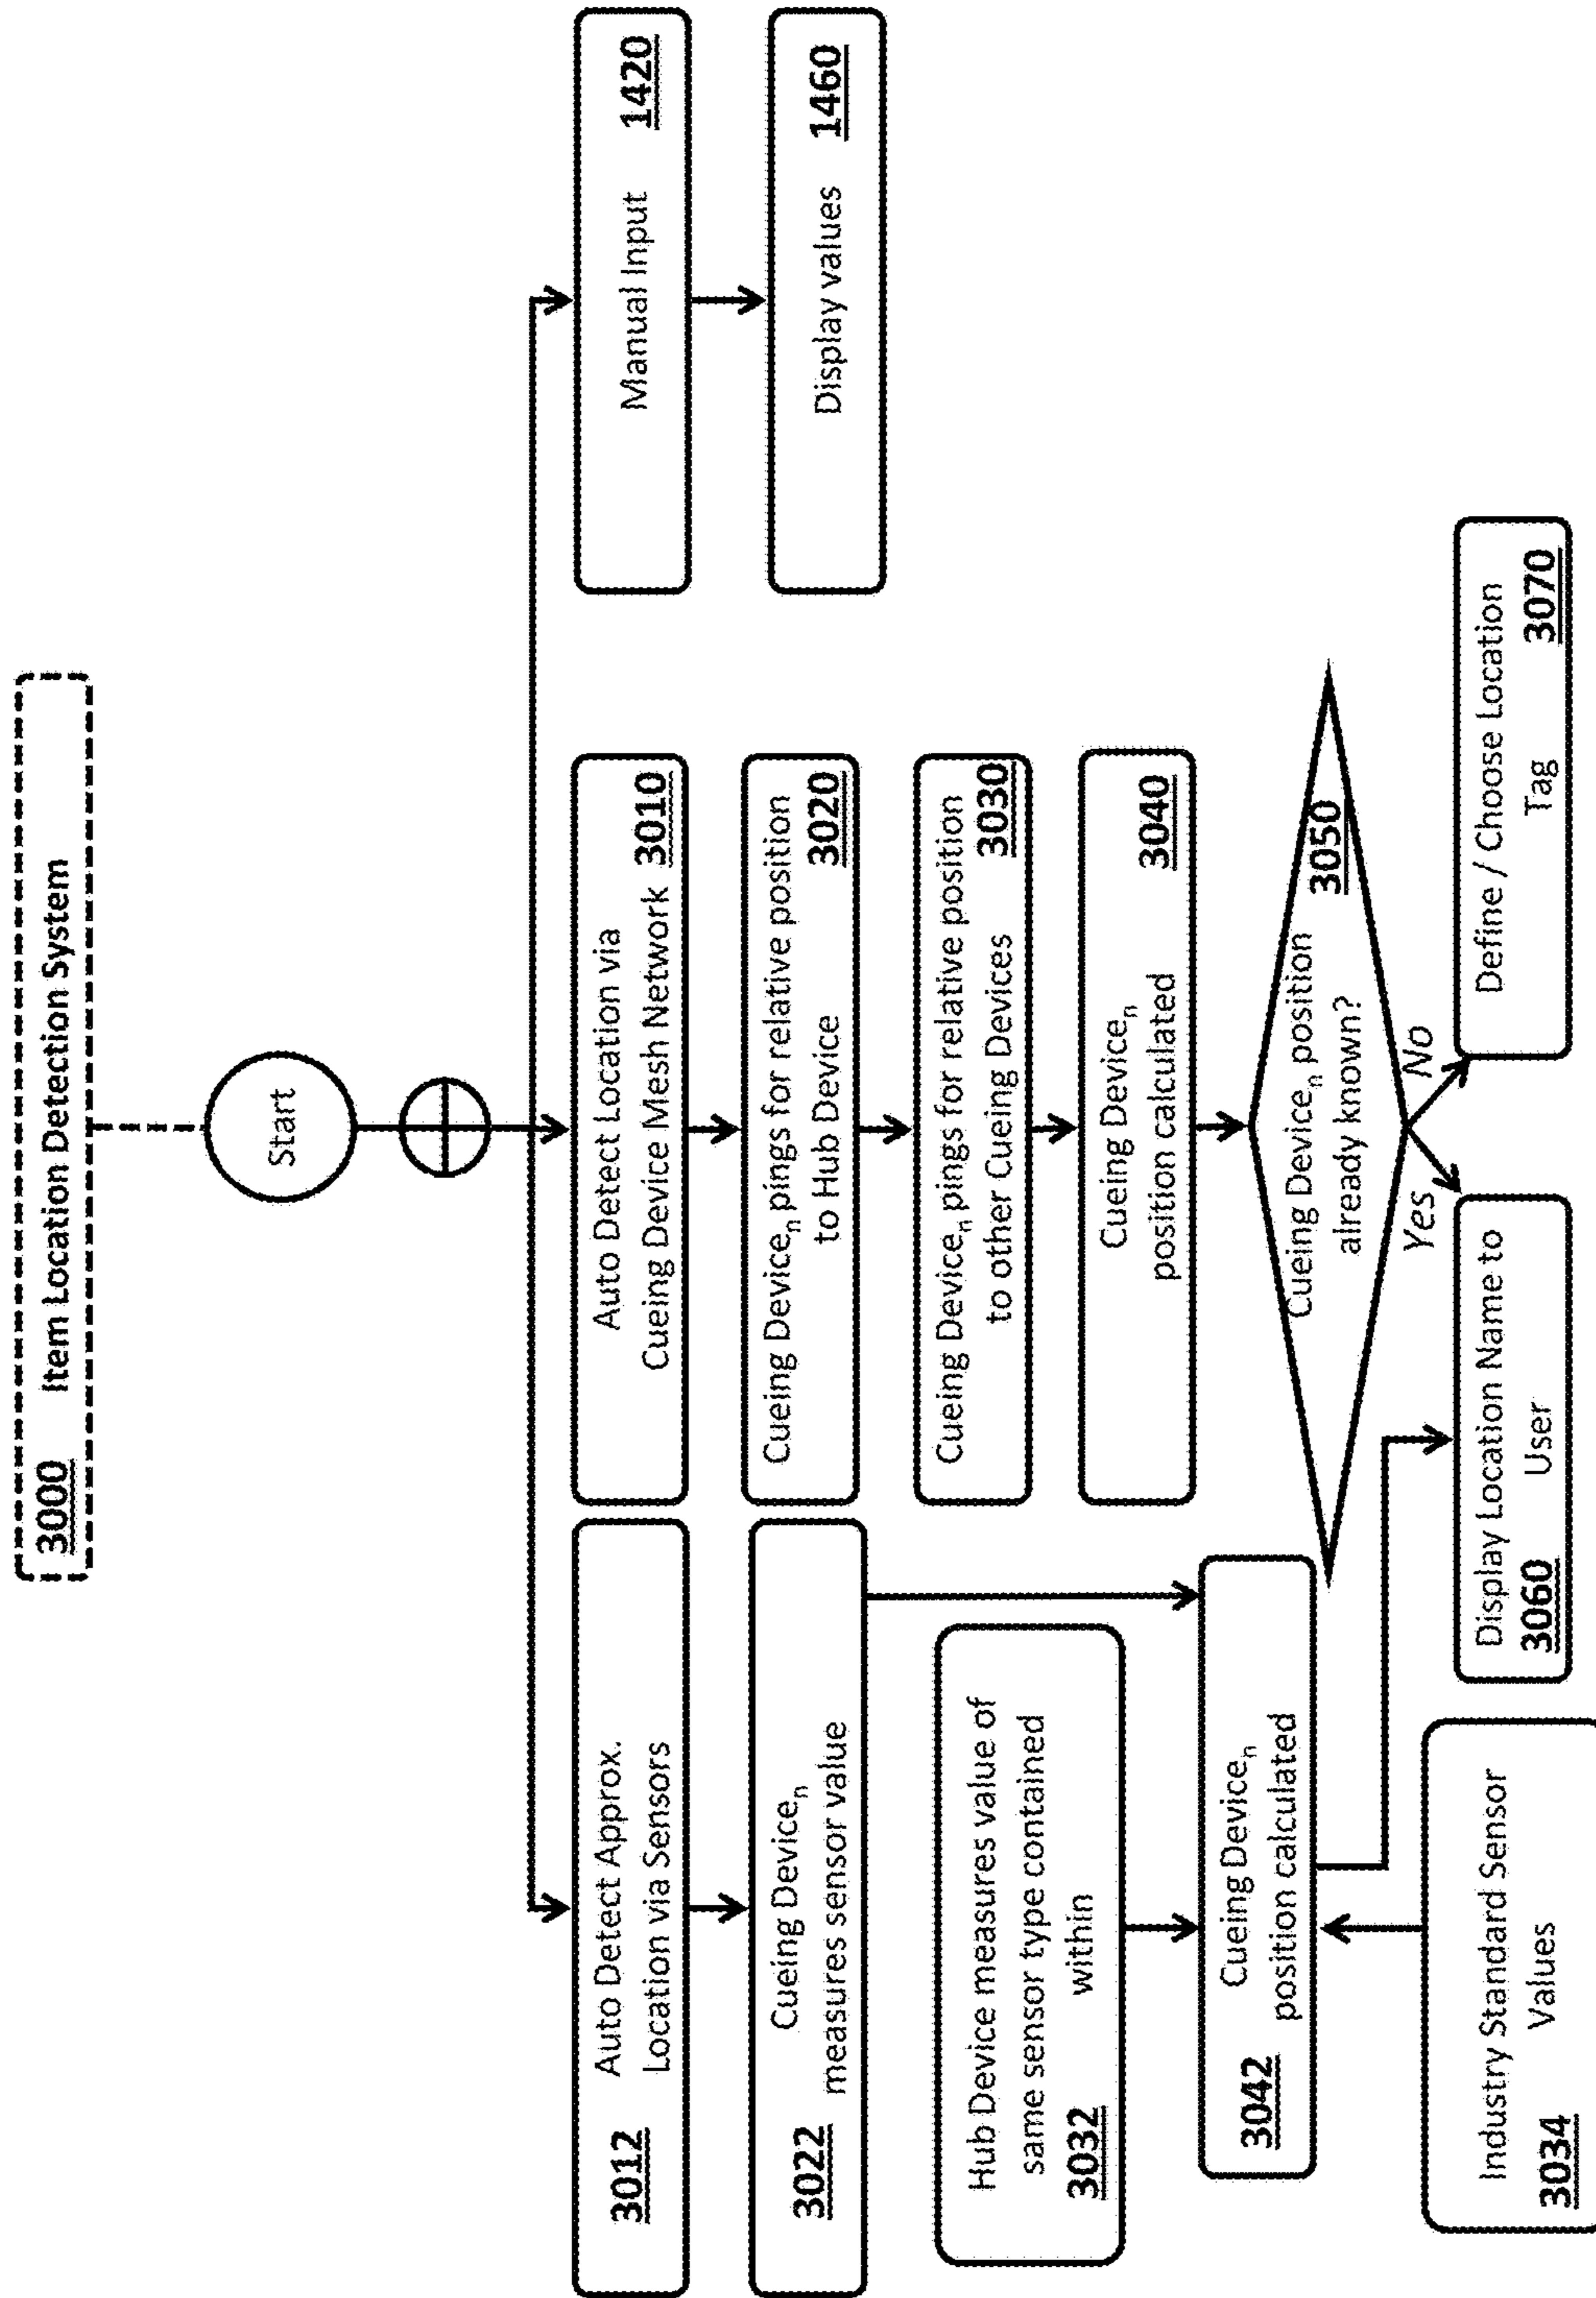 3000 Item Location Detection System
Start
3012 Auto Detect Approx.
Location via Sensors
3022 Cueing Deviceₙ
measures sensor value
Hub Device measures value of
same sensor type contained
3032 within
3042 Cueing Deviceₙ
position calculated
Industry Standard Sensor
3034 Values
Auto Detect Location via
Cueing Device Mesh Network 3010
Cueing Deviceₙ pings for relative position
to Hub Device 3020
Cueing Deviceₙ pings for relative position
to other Cueing Devices 3030
Cueing Deviceₙ
position calculated 3040
Cueing Deviceₙ position 3050
already known?
Yes
No
Display Location Name to
3060 User
Define / Choose Location
Tag 3070
Manual Input 1420
Display values 1460